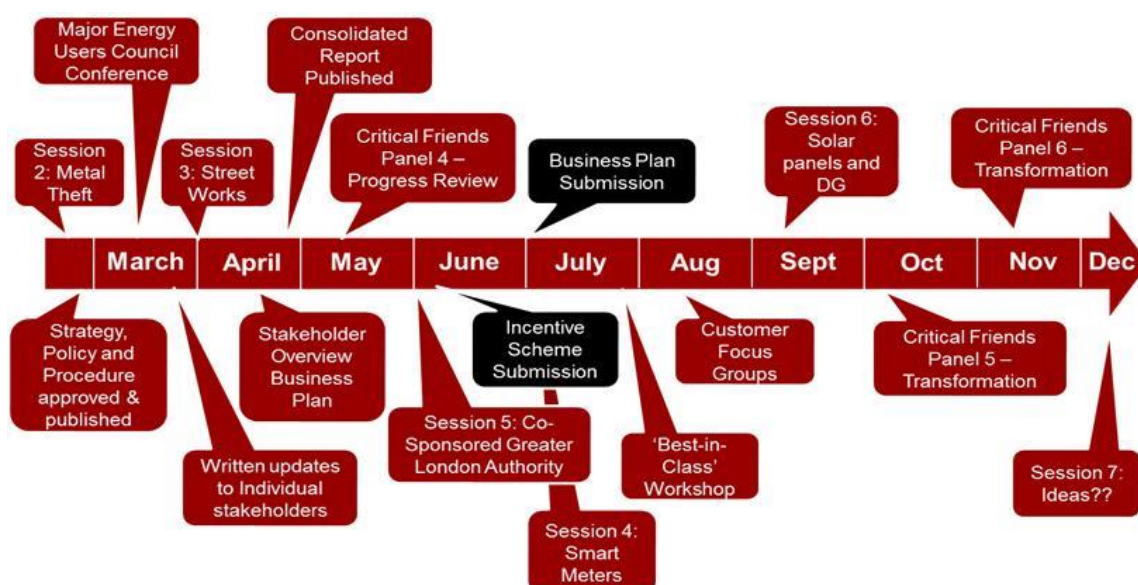 Major Energy
Users Council
Conference
Consolidated
Report
Published
Session
2: Metal
Theft
Session
3: Street
Works
Critical Friends
Panel 4 –
Progress Review
Business Plan
Submission
Session 6:
Solar
panels and
DG
Critical Friends
Panel 6 –
Transformation
March April May June July Aug Sept Oct Nov Dec
Strategy,
Policy and
Procedure
approved &
published
Written updates
to Individual
stakeholders
Stakeholder
Overview
Business
Plan
Session 5: Co-
Sponsored Greater
London Authority
Incentive
Scheme
Submission
Session 4:
Smart
Meters
'Best-in-
Class'
Workshop
Customer
Focus
Groups
Critical Friends
Panel 5 –
Transformation
Session 7:
Ideas??